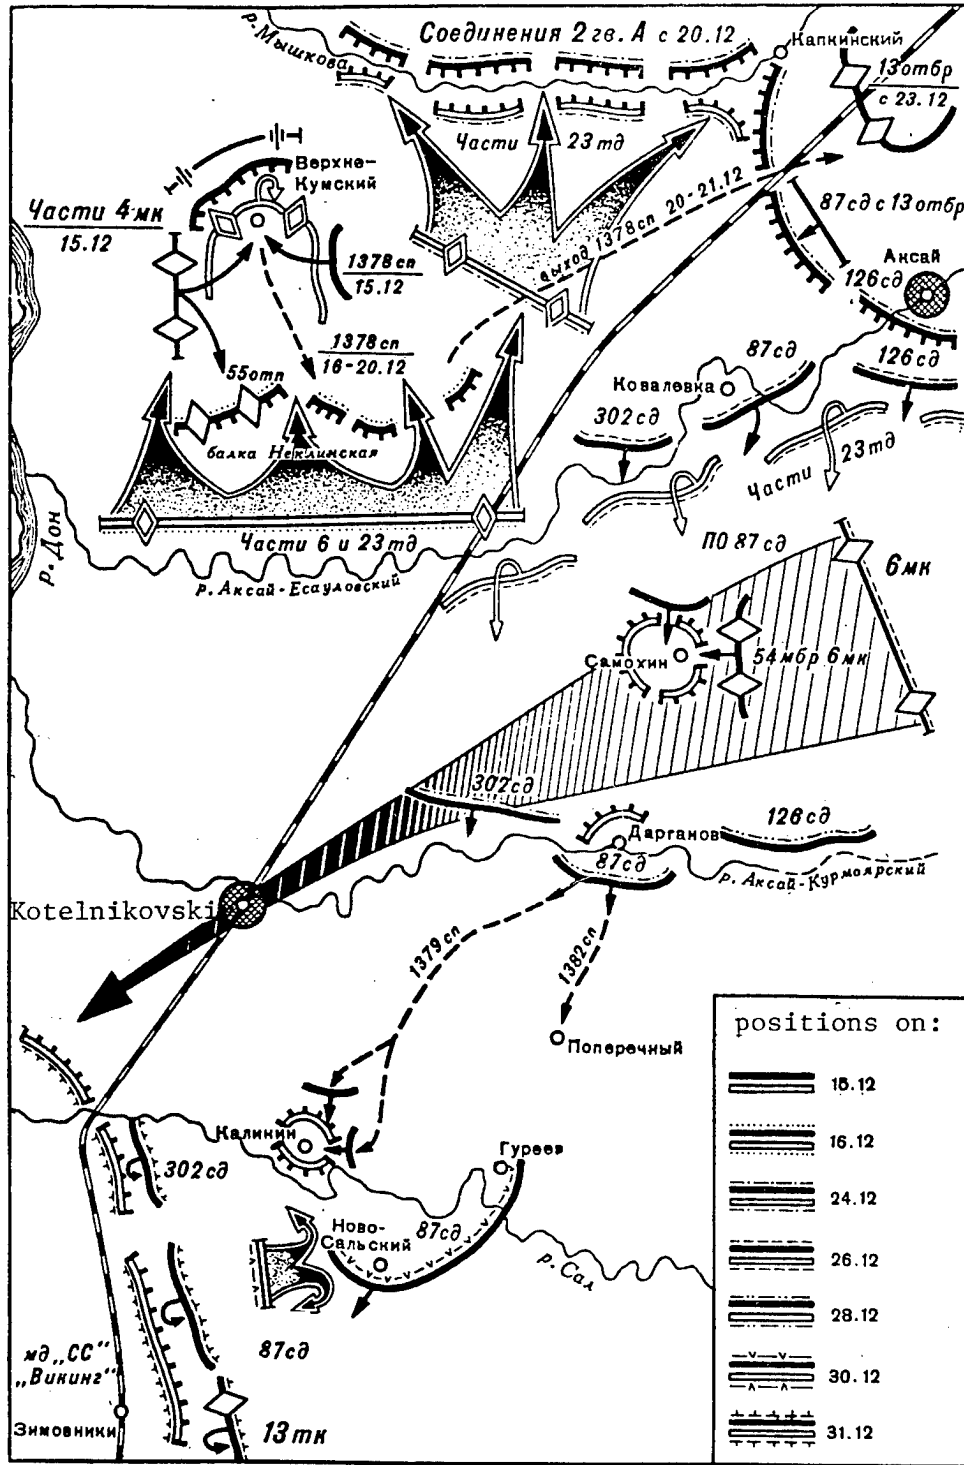 Соединения 2 гв. А с 20.12
р. Мышкова
Капкинский
13 отбр
с 23.12
Части 23 тд
Верхне-
Кумский
Части 4 мк
15.12
1378 сп
15.12
выход 1378 сп 20-21.12
87 сд с 13 отбр
Аксай
126 сд
1378 сп
16-20.12
55 отп
балка Неклинская
87 сд
126 сд
Ковалевка
302 сд
Части 23 тд
р. Дон
Части 6 и 23 тд
р. Аксай-Есауловский
ПО 87 сд
6 мк
Самохин
54 мбр 6 мк
302 сд
Дарганов
126 сд
87 сд
р. Аксай-Курмоярский
Kotelnikovski
1379 сп
1382 сп
Поперечный
positions on:
15.12
16.12
24.12
26.12
28.12
30.12
31.12
Калинин
Гуреев
302 сд
Ново-
Сальский
87 сд
р. Сал
87 сд
мд „СС"
„Викинг"
Зимовники
13 тк